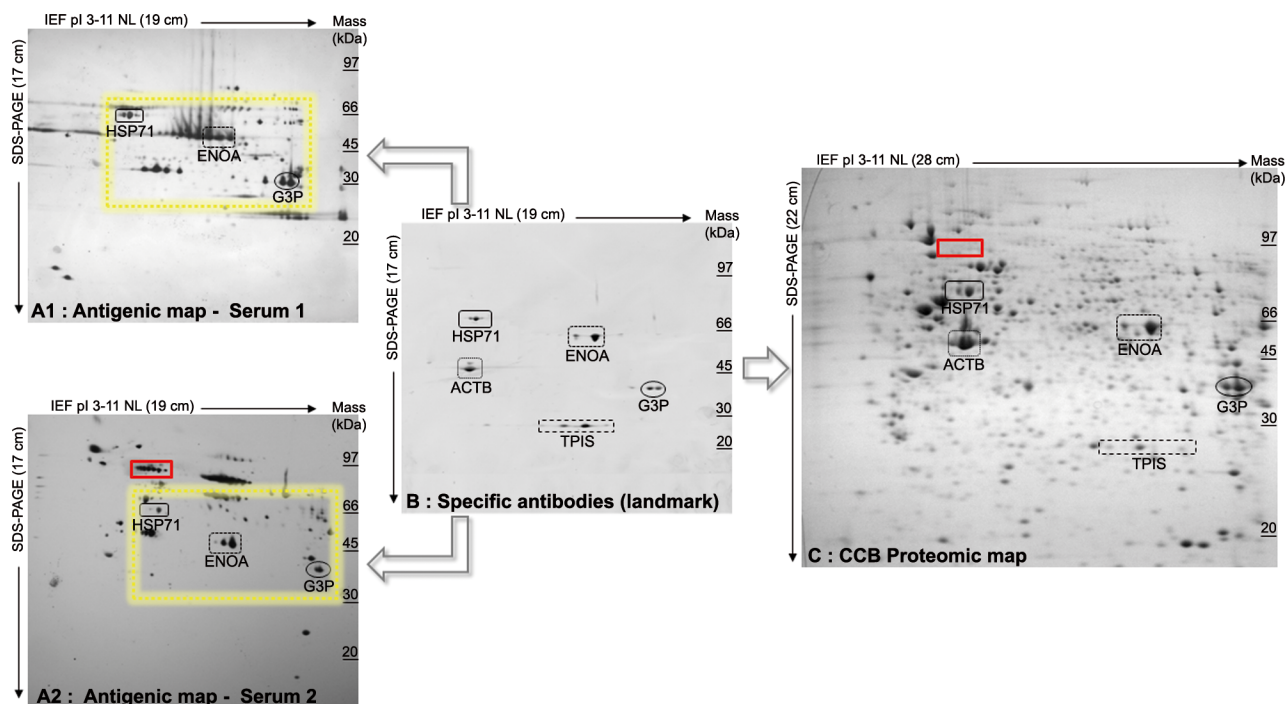 IEF pI 3-11 NL (19 cm)
Mass
(kDa)
SDS-PAGE (17 cm)
97
66
HSP71
45
ENOA
30
G3P
20
A1 : Antigenic map - Serum 1
IEF pI 3-11 NL (19 cm)
Mass
(kDa)
SDS-PAGE (17 cm)
97
66
HSP71
45
ENOA
G3P
30
20
A2 : Antigenic map - Serum 2
IEF pI 3-11 NL (19 cm)
Mass
(kDa)
SDS-PAGE (17 cm)
97
66
HSP71
ENOA
45
ACTB
G3P
30
TPIS
20
B : Specific antibodies (landmark)
IEF pI 3-11 NL (28 cm)
Mass
(kDa)
SDS-PAGE (22 cm)
97
HSP71
66
ENOA
45
ACTB
G3P
30
TPIS
20
C : CCB Proteomic map